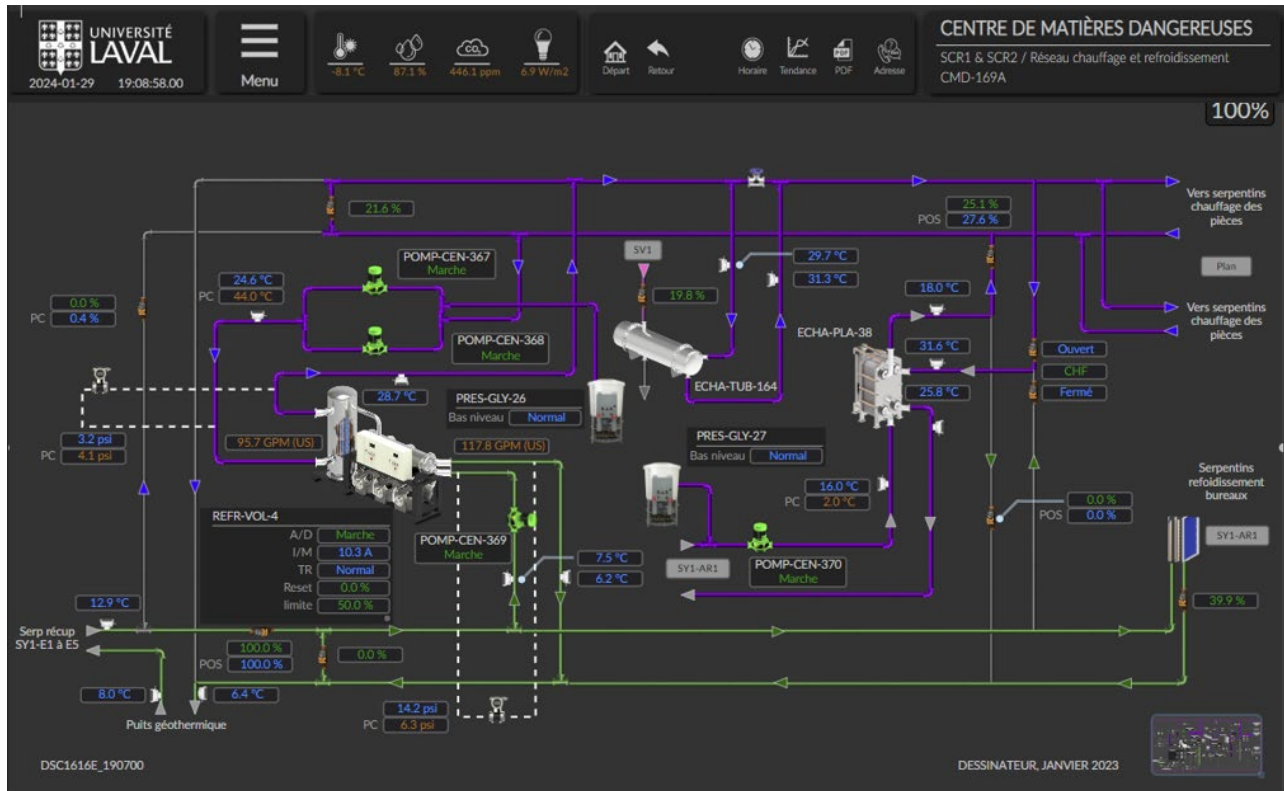 UNIVERSITÉ
LAVAL
2024-01-29 19:08:58.00
Menu
-8.1 °C
87.1 %
CO₂
446.1 ppm
6.9 W/m2
Départ
Retour
Horaire
Tendance
PDF
PDF
Adresse
CENTRE DE MATIÈRES DANGEREUSES
SCR1 & SCR2 / Réseau chauffage et refroidissement
CMD-169A
100%
21.6 %
25.1 %
POS 27.6 %
Vers serpentins
chauffage des
pièces
POMP-CEN-367
Marche
SV1
29.7 °C
31.3 °C
Plan
24.6 °C
PC 44.0 °C
19.8 %
18.0 °C
0.0 %
PC 0.4 %
Vers serpentins
chauffage des
pièces
POMP-CEN-368
Marche
ECHA-PLA-38
31.6 °C
Ouvert
CHF
Fermé
ECHA-TUB-164
25.8 °C
28.7 °C
PRES-GLY-26
Bas niveau Normal
3.2 psi
PC 4.1 psi
95.7 GPM (US)
117.8 GPM (US)
PRES-GLY-27
Bas niveau Normal
Serpentins
refoidissement
bureaux
16.0 °C
PC 2.0 °C
0.0 %
POS 0.0 %
REFR-VOL-4
A/D Marche
I/M 10.3 A
TR Normal
Reset 0.0 %
limite 50.0 %
POMP-CEN-369
Marche
SY1-AR1
7.5 °C
6.2 °C
SY1-AR1
POMP-CEN-370
Marche
12.9 °C
39.9 %
Serp récup
SY1-E1 à E5
100.0 %
POS 100.0 %
0.0 %
8.0 °C
6.4 °C
14.2 psi
PC 6.3 psi
Puits géothermique
DSC1616E_190700
DESSINATEUR, JANVIER 2023